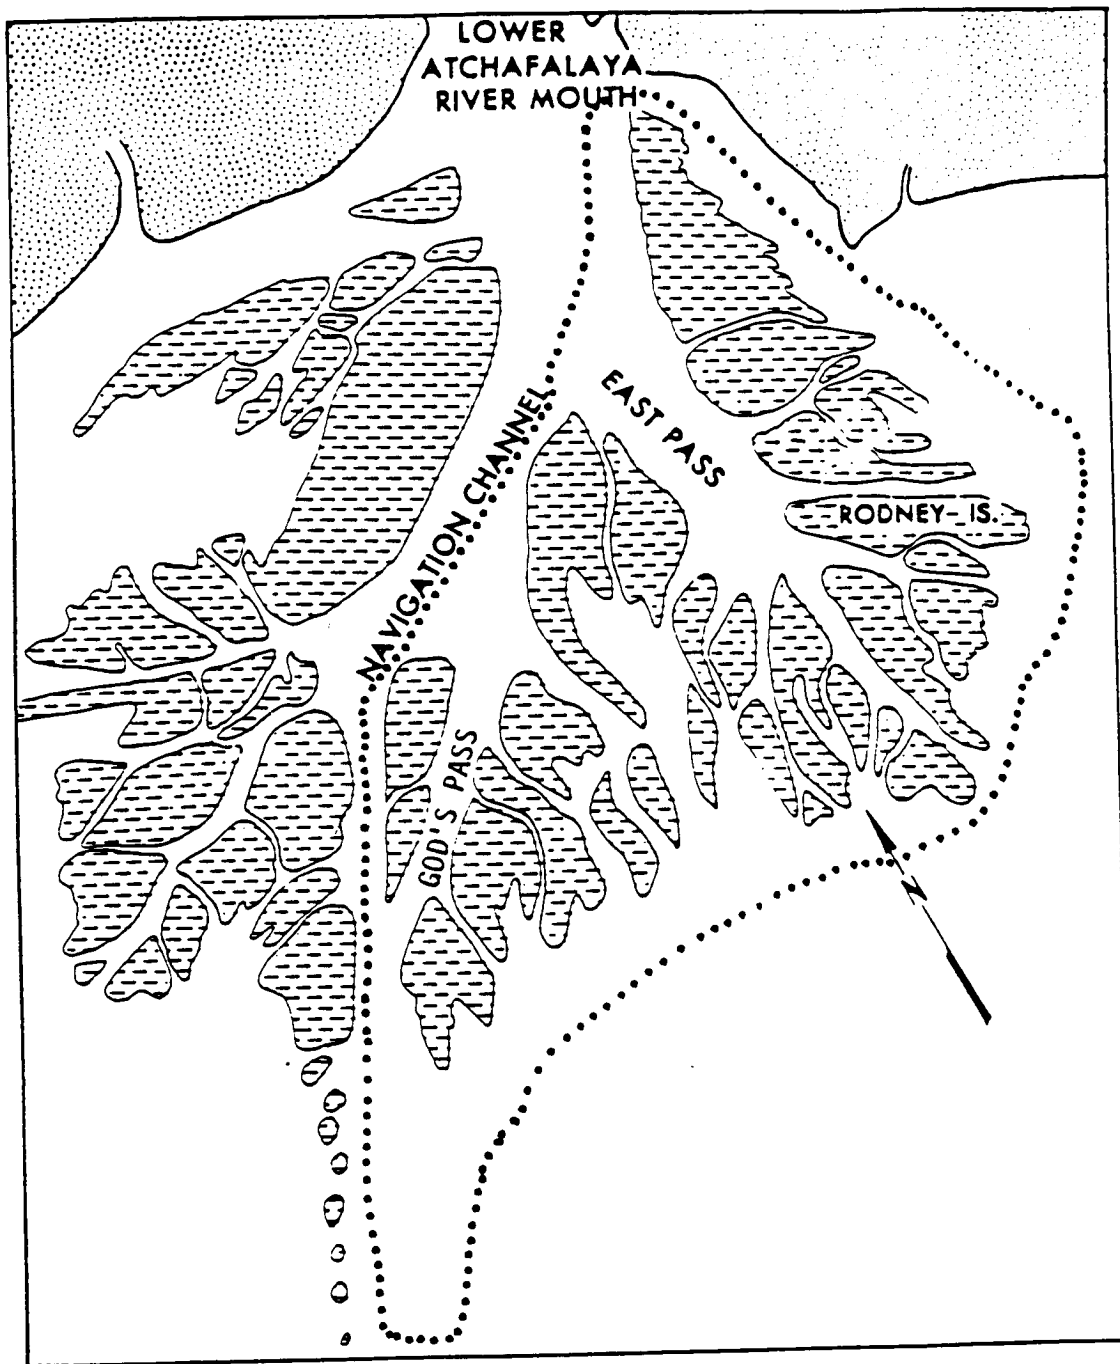 LOWER
ATCHAFALAYA
RIVER MOUTH
EAST PASS
NAVIGATION CHANNEL
RODNEY IS.
GOD'S PASS
N